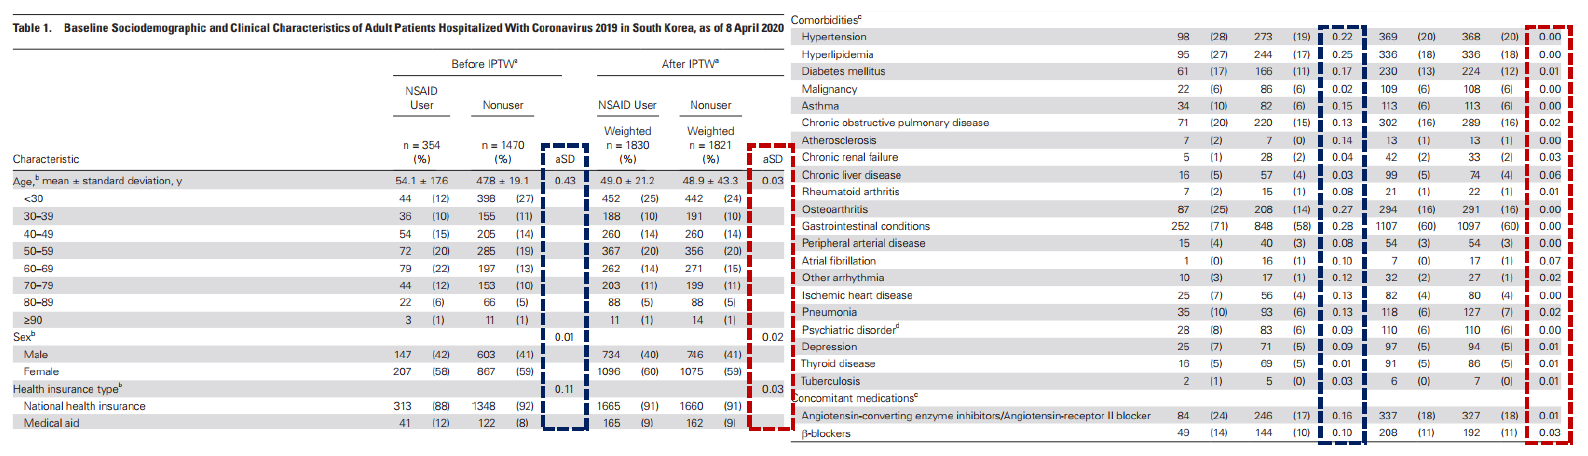 Table 1. Baseline Sociodemographic and Clinical Characteristics of Adult Patients Hospitalized With Coronavirus 2019 in South Korea, as of 8 April 2020
Before IPTWa After IPTWa
NSAID User Nonuser NSAID User Nonuser
Weighted Weighted
n = 354 n = 1470 n = 1830 n = 1821
Characteristic (%) (%) aSD (%) (%) aSD
Age,b mean ± standard deviation, y 54.1 ± 17.6 47.8 ± 19.1 0.43 49.0 ± 21.2 48.9 ± 43.3 0.03
<30 44 (12) 398 (27) 452 (25) 442 (24)
30–39 36 (10) 155 (11) 188 (10) 191 (10)
40–49 54 (15) 205 (14) 260 (14) 260 (14)
50–59 72 (20) 285 (19) 367 (20) 356 (20)
60–69 79 (22) 197 (13) 262 (14) 271 (15)
70–79 44 (12) 153 (10) 203 (11) 199 (11)
80–89 22 (6) 66 (5) 88 (5) 88 (5)
≥90 3 (1) 11 (1) 11 (1) 14 (1)
Sexb 0.01 0.02
Male 147 (42) 603 (41) 734 (40) 746 (41)
Female 207 (58) 867 (59) 1096 (60) 1075 (59)
Health insurance typeb 0.11 0.03
National health insurance 313 (88) 1348 (92) 1665 (91) 1660 (91)
Medical aid 41 (12) 122 (8) 165 (9) 162 (9)
Comorbiditiesc
Hypertension 98 (28) 273 (19) 0.22 369 (20) 368 (20) 0.00
Hyperlipidemia 95 (27) 244 (17) 0.25 336 (18) 336 (18) 0.00
Diabetes mellitus 61 (17) 166 (11) 0.17 230 (13) 224 (12) 0.01
Malignancy 22 (6) 86 (6) 0.02 109 (6) 108 (6) 0.00
Asthma 34 (10) 82 (6) 0.15 113 (6) 113 (6) 0.00
Chronic obstructive pulmonary disease 71 (20) 220 (15) 0.13 302 (16) 289 (16) 0.02
Atherosclerosis 7 (2) 7 (0) 0.14 13 (1) 13 (1) 0.00
Chronic renal failure 5 (1) 28 (2) 0.04 42 (2) 33 (2) 0.03
Chronic liver disease 16 (5) 57 (4) 0.03 99 (5) 74 (4) 0.06
Rheumatoid arthritis 7 (2) 15 (1) 0.08 21 (1) 22 (1) 0.01
Osteoarthritis 87 (25) 208 (14) 0.27 294 (16) 291 (16) 0.00
Gastrointestinal conditions 252 (71) 848 (58) 0.28 1107 (60) 1097 (60) 0.00
Peripheral arterial disease 15 (4) 40 (3) 0.08 54 (3) 54 (3) 0.00
Atrial fibrillation 1 (0) 16 (1) 0.10 7 (0) 17 (1) 0.07
Other arrhythmia 10 (3) 17 (1) 0.12 32 (2) 27 (1) 0.02
Ischemic heart disease 25 (7) 56 (4) 0.13 82 (4) 80 (4) 0.00
Pneumonia 35 (10) 93 (6) 0.13 118 (6) 127 (7) 0.02
Psychiatric disorderd 28 (8) 83 (6) 0.09 110 (6) 110 (6) 0.00
Depression 25 (7) 71 (5) 0.09 97 (5) 94 (5) 0.01
Thyroid disease 16 (5) 69 (5) 0.01 91 (5) 86 (5) 0.01
Tuberculosis 2 (1) 5 (0) 0.03 6 (0) 7 (0) 0.01
Concomitant medicationsc
Angiotensin-converting enzyme inhibitors/Angiotensin-receptor II blocker 84 (24) 246 (17) 0.16 337 (18) 327 (18) 0.01
β-blockers 49 (14) 144 (10) 0.10 208 (11) 192 (11) 0.03